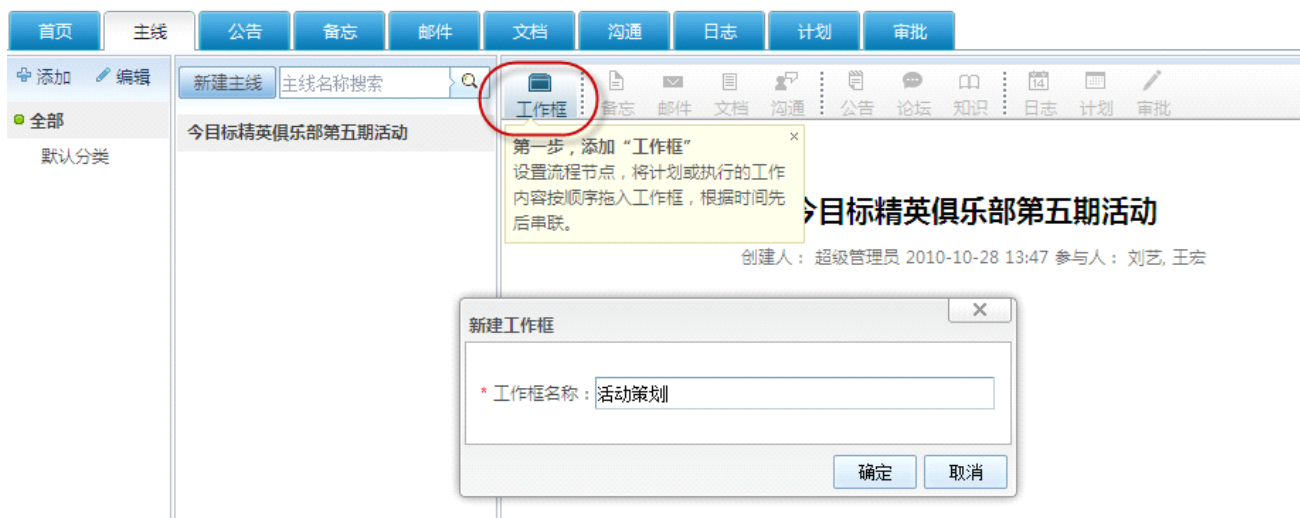 首页 主线 公告 备忘 邮件 文档 沟通 日志 计划 审批
添加 编辑
全部
默认分类
新建主线 主线名称搜索
今目标精英俱乐部第五期活动
工作框 备忘 邮件 文档 沟通 公告 论坛 知识 14 日志 计划 审批
第一步，添加“工作框”
设置流程节点，将计划或执行的工作
内容按顺序拖入工作框，根据时间先
后串联。
今目标精英俱乐部第五期活动
创建人： 超级管理员 2010-10-28 13:47 参与人： 刘艺, 王宏
新建工作框
* 工作框名称：活动策划
确定 取消